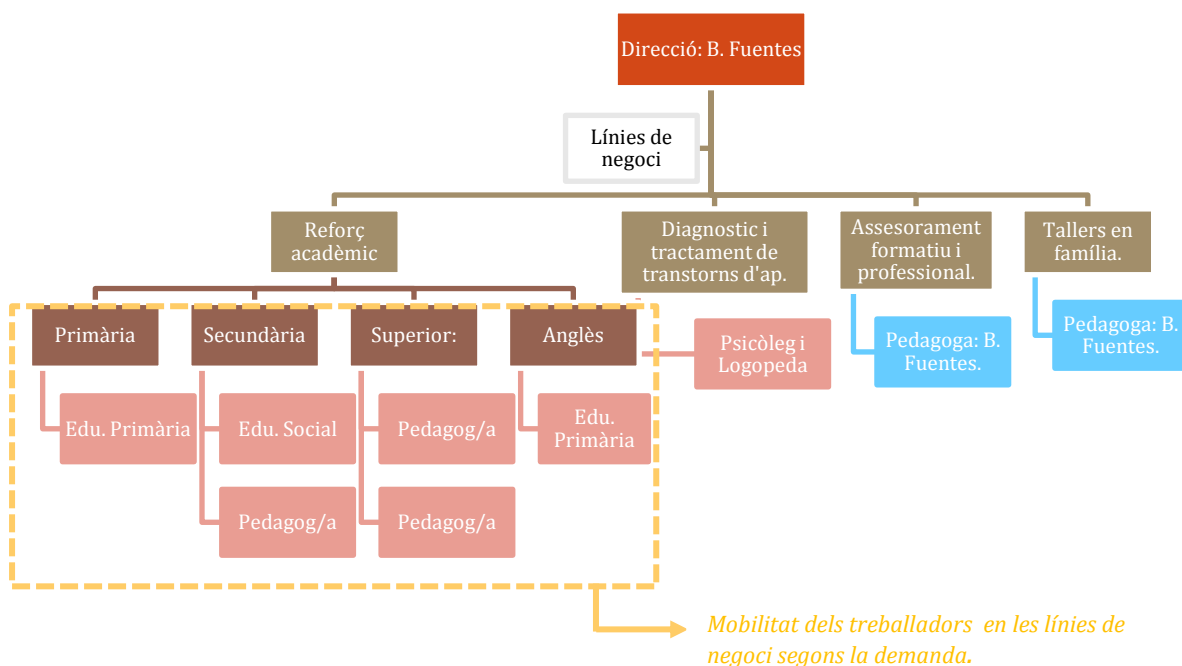 Direcció: B. Fuentes
Línies de
negoci
Reforç
acadèmic
Diagnostic i
tractament de
transtorns d'ap.
Assesorament
formatiu i
professional.
Tallers en
família.
Primària
Secundària
Superior:
Anglès
Psicòleg i
Logopeda
Pedagoga: B.
Fuentes.
Pedagoga: B.
Fuentes.
Edu. Primària
Edu. Social
Pedagog/a
Edu.
Primària
Pedagog/a
Pedagog/a
Mobilitat dels treballadors en les línies de
negoci segons la demanda.